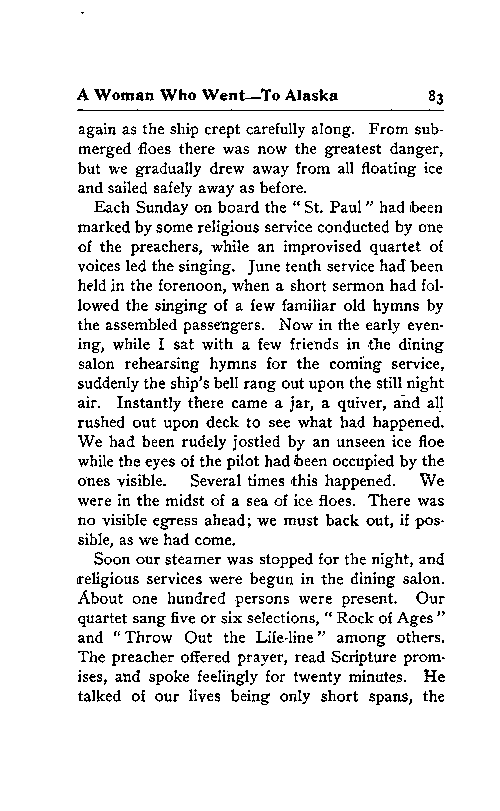 A Woman Who Went—To Alaska 83
again as the ship crept carefully along. From sub-
merged floes there was now the greatest danger,
but we gradually drew away from all floating ice
and sailed safely away as before.
Each Sunday on board the “ St. Paul ” had been
marked by some religious service conducted by one
of the preachers, while an improvised quartet of
voices led the singing. June tenth service had been
held in the forenoon, when a short sermon had fol-
lowed the singing of a few familiar old hymns by
the assembled passengers. Now in the early even-
ing, while I sat with a few friends in the dining
salon rehearsing hymns for the coming service,
suddenly the ship's bell rang out upon the still night
air. Instantly there came a jar, a quiver, and all
rushed out upon deck to see what had happened.
We had been rudely jostled by an unseen ice floe
while the eyes of the pilot had been occupied by the
ones visible. Several times this happened. We
were in the midst of a sea of ice floes. There was
no visible egress ahead; we must back out, if pos-
sible, as we had come.
Soon our steamer was stopped for the night, and
religious services were begun in the dining salon.
About one hundred persons were present. Our
quartet sang five or six selections, “ Rock of Ages ”
and “ Throw Out the Life-line ” among others.
The preacher offered prayer, read Scripture prom-
ises, and spoke feelingly for twenty minutes. He
talked of our lives being only short spans, the